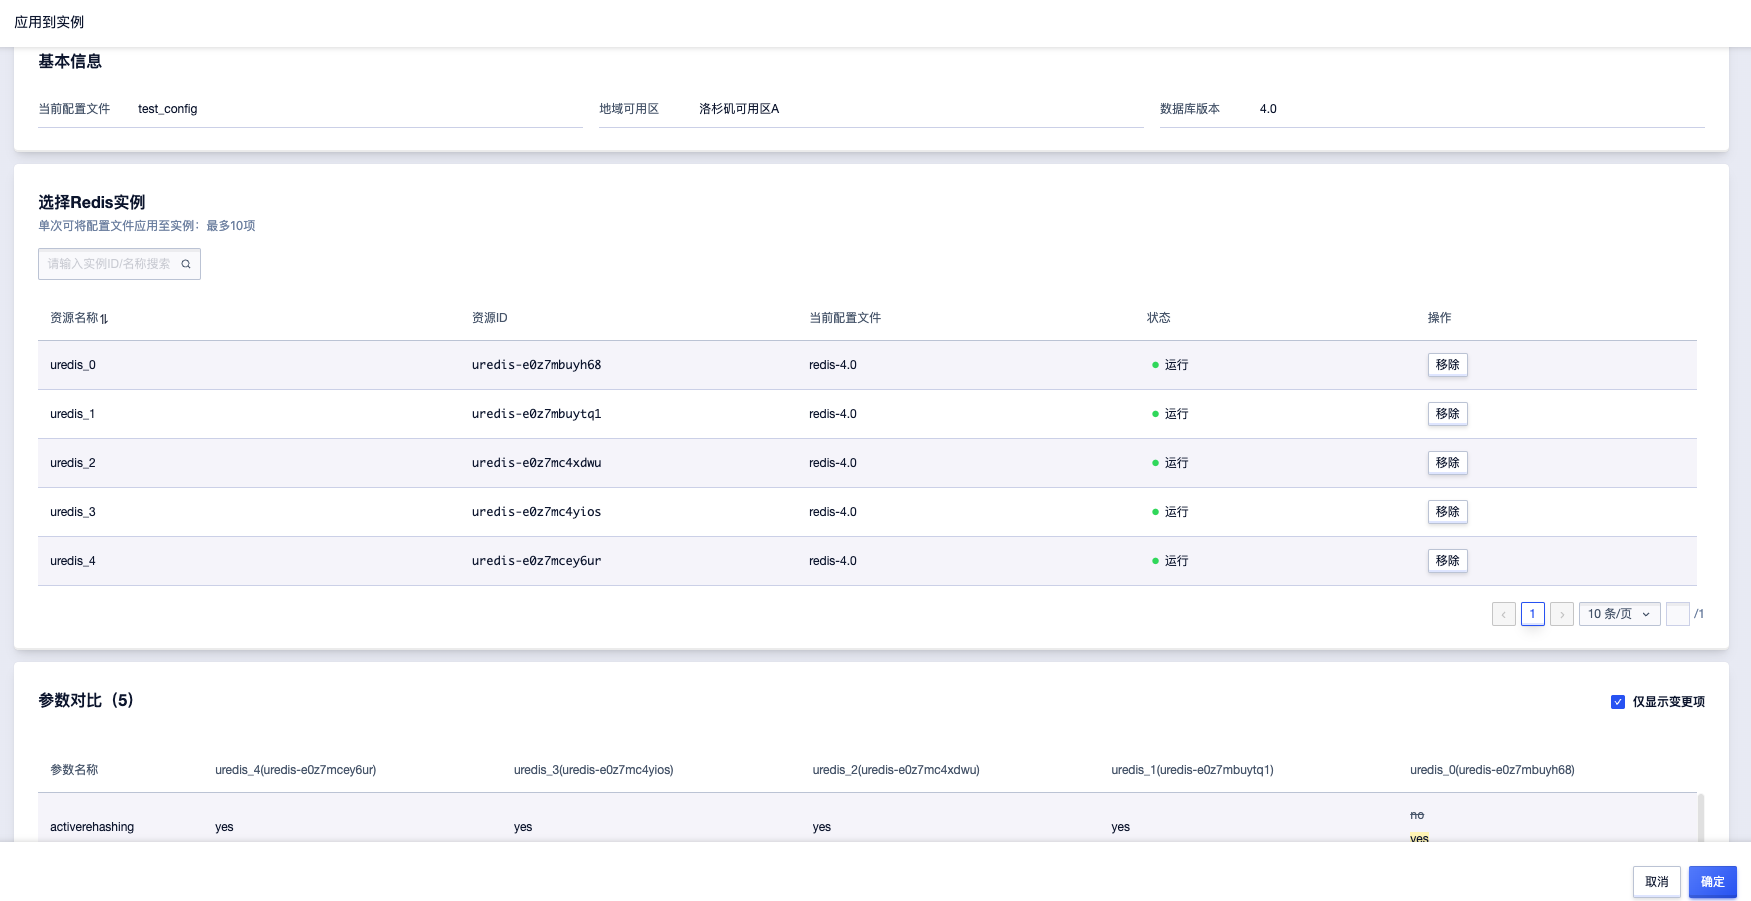 应用到实例
基本信息
当前配置文件 test_config 地域可用区 洛杉矶可用区A 数据库版本 4.0
选择Redis实例
单次可将配置文件应用至实例：最多10项
请输入实例ID/名称搜索
资源名称 资源ID 当前配置文件 状态 操作
uredis_0 uredis-e0z7mbuyh68 redis-4.0 运行 移除
uredis_1 uredis-e0z7mbuytq1 redis-4.0 运行 移除
uredis_2 uredis-e0z7mc4xdwu redis-4.0 运行 移除
uredis_3 uredis-e0z7mc4yios redis-4.0 运行 移除
uredis_4 uredis-e0z7mcey6ur redis-4.0 运行 移除
1 10 条/页 /1
参数对比（5） 仅显示变更项
参数名称 uredis_4(uredis-e0z7mcey6ur) uredis_3(uredis-e0z7mc4yios) uredis_2(uredis-e0z7mc4xdwu) uredis_1(uredis-e0z7mbuytq1) uredis_0(uredis-e0z7mbuyh68)
activerehashing yes yes yes yes no
yes
取消 确定